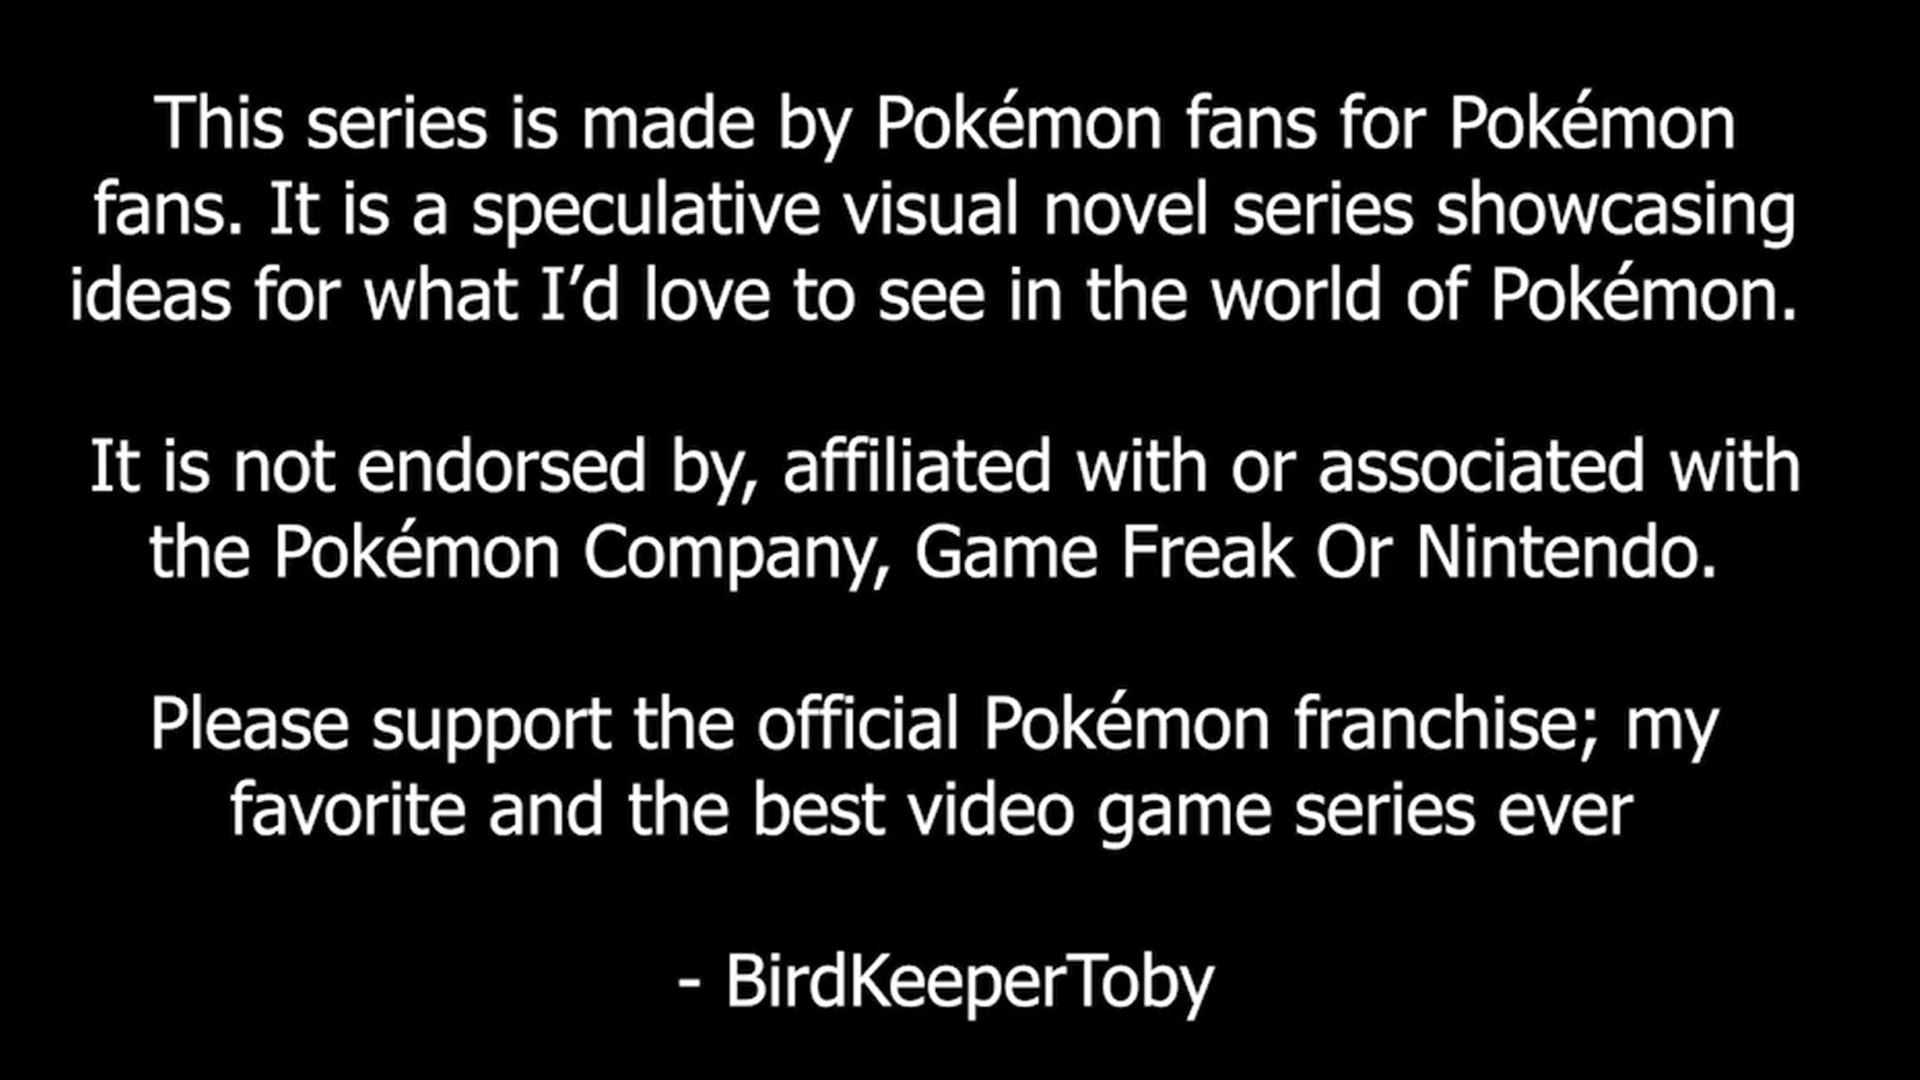 This series is made by Pokémon fans for Pokémon
fans. It is a speculative visual novel series showcasing
ideas for what I’d love to see in the world of Pokémon.
It is not endorsed by, affiliated with or associated with
the Pokémon Company, Game Freak Or Nintendo.
Please support the official Pokémon franchise; my
favorite and the best video game series ever
- BirdKeeperToby